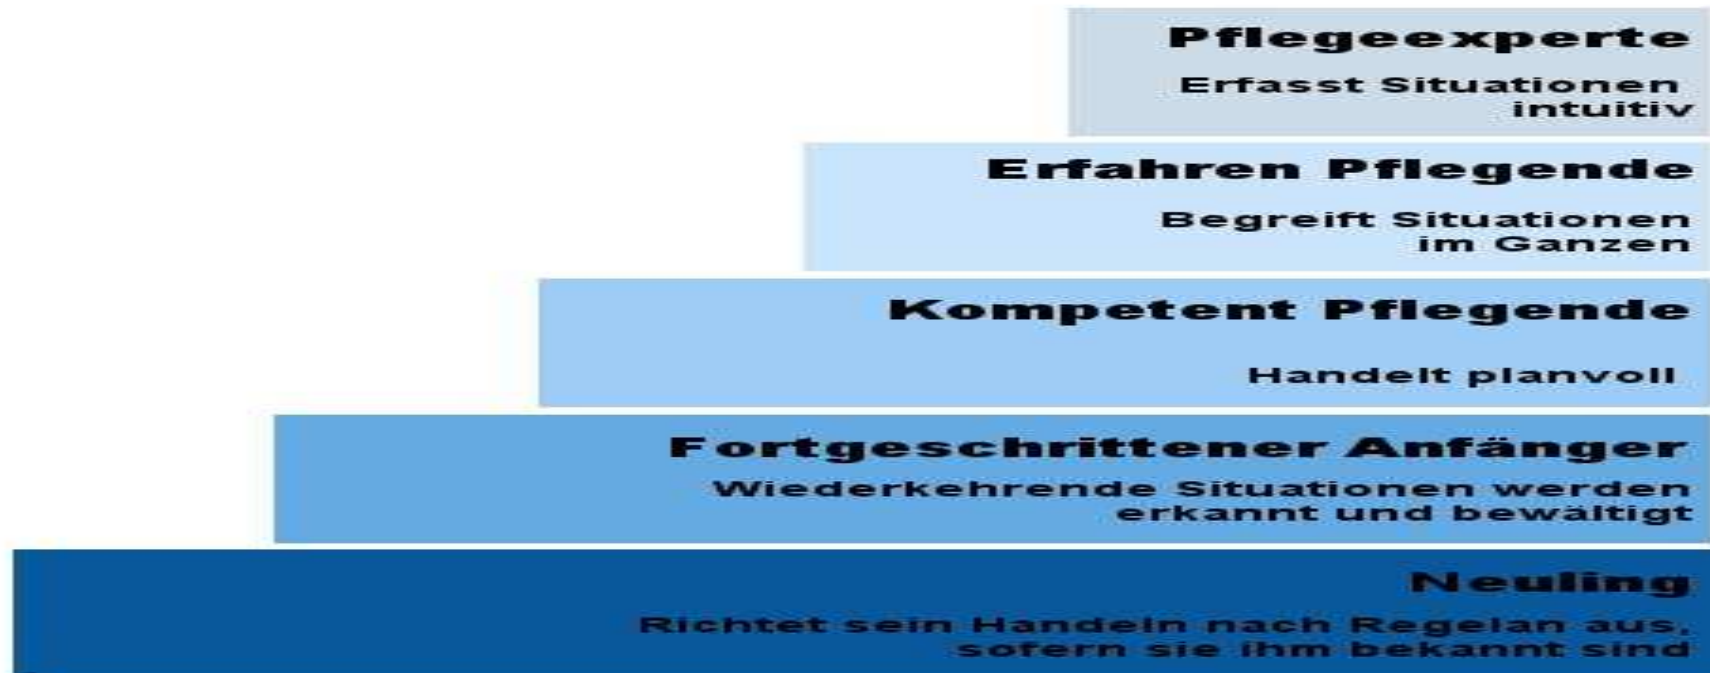 Pflegeexperte
Erfasst Situationen
intuitiv
Erfahren Pflegende
Begreift Situationen
im Ganzen
Kompetent Pflegende
Handelt planvoll
Fortgeschrittener Anfänger
Wiederkehrende Situationen werden
erkannt und bewältigt
Neuling
Richtet sein Handeln nach Regelan aus,
sofern sie ihm bekannt sind